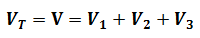 V_T = V = V_1 + V_2 + V_3